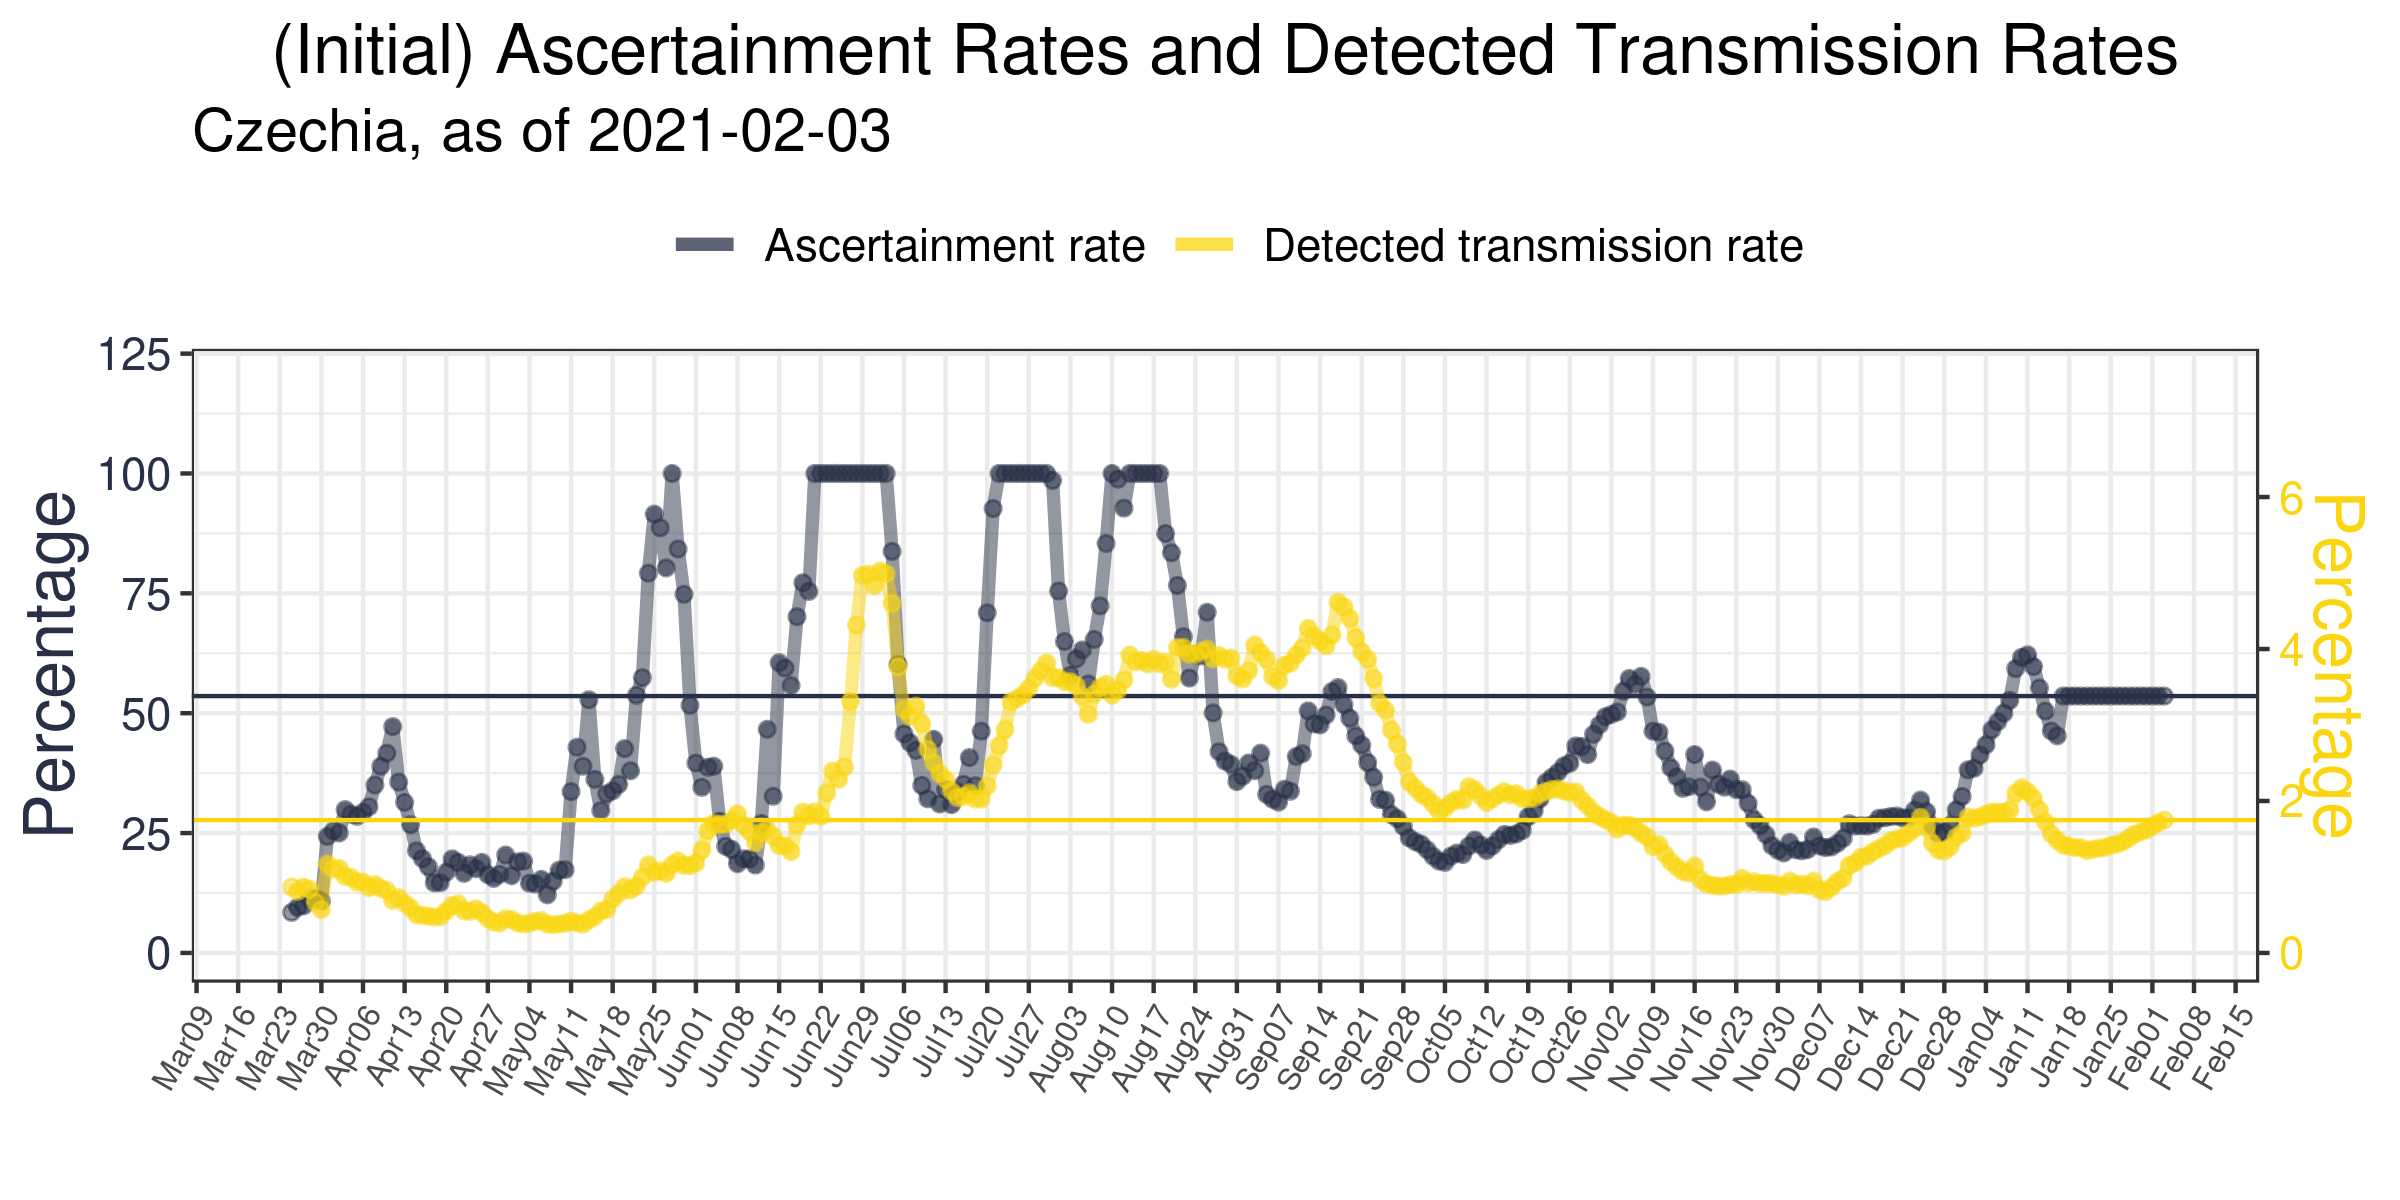 (Initial) Ascertainment Rates and Detected Transmission Rates
Czechia, as of 2021-02-03
Ascertainment rate
Detected transmission rate
125
100
75
50
25
0
Percentage
6
4
2
0
Percentage
Mar09
Mar16
Mar23
Mar30
Apr06
Apr13
Apr20
Apr27
May04
May11
May18
May25
Jun01
Jun08
Jun15
Jun22
Jun29
Jul06
Jul13
Jul20
Jul27
Aug03
Aug10
Aug17
Aug24
Aug31
Sep07
Sep14
Sep21
Sep28
Oct05
Oct12
Oct19
Oct26
Nov02
Nov09
Nov16
Nov23
Nov30
Dec07
Dec14
Dec21
Dec28
Jan04
Jan11
Jan18
Jan25
Feb01
Feb08
Feb15